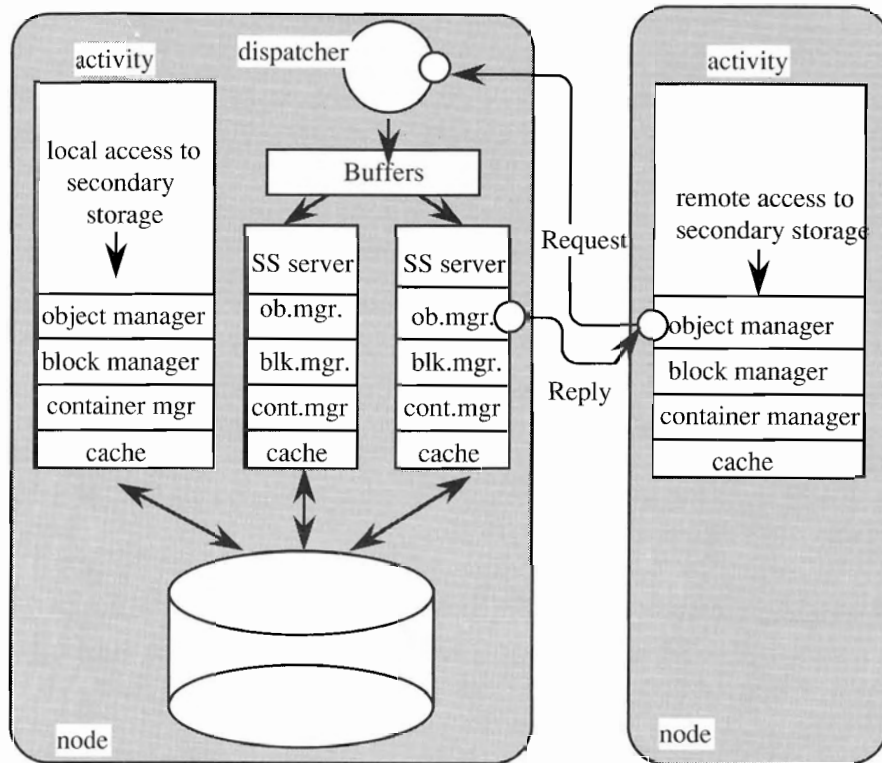 activity
dispatcher
local access to
secondary
storage
Buffers
SS server
ob.mgr.
blk.mgr.
cont.mgr
cache
SS server
ob.mgr.
blk.mgr.
cont.mgr
cache
object manager
block manager
container mgr
cache
node
Request
Reply
activity
remote access to
secondary storage
object manager
block manager
container manager
cache
node